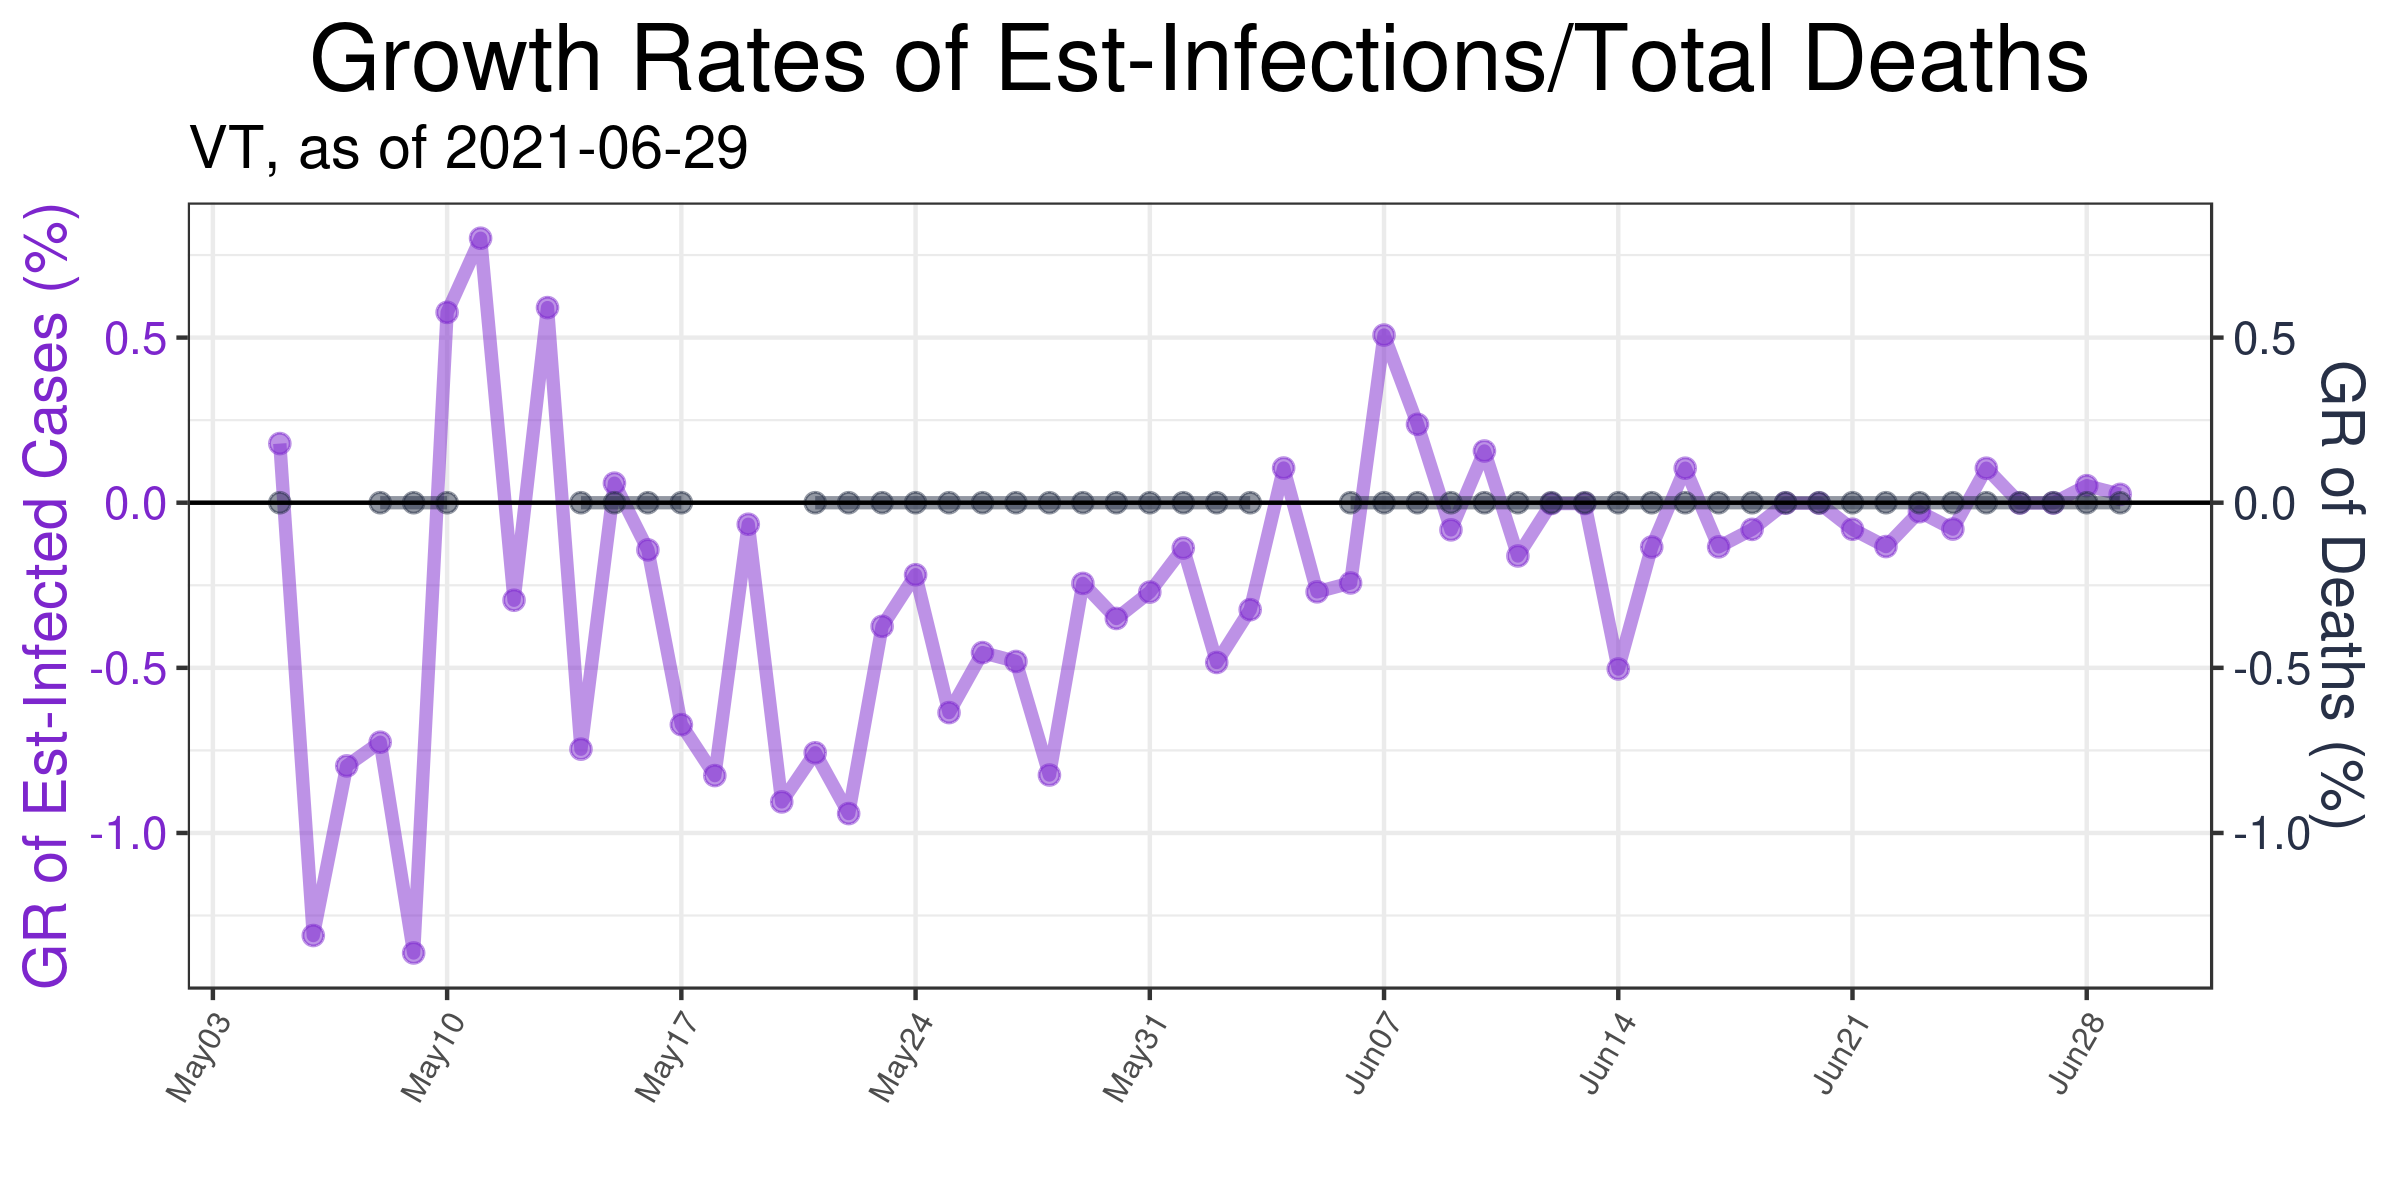 Growth Rates of Est-Infections/Total Deaths
VT, as of 2021-06-29
GR of Est-Infected Cases (%)
0.5
0.0
-0.5
-1.0
0.5
0.0
-0.5
-1.0
GR of Deaths (%)
May03
May10
May17
May24
May31
Jun07
Jun14
Jun21
Jun28